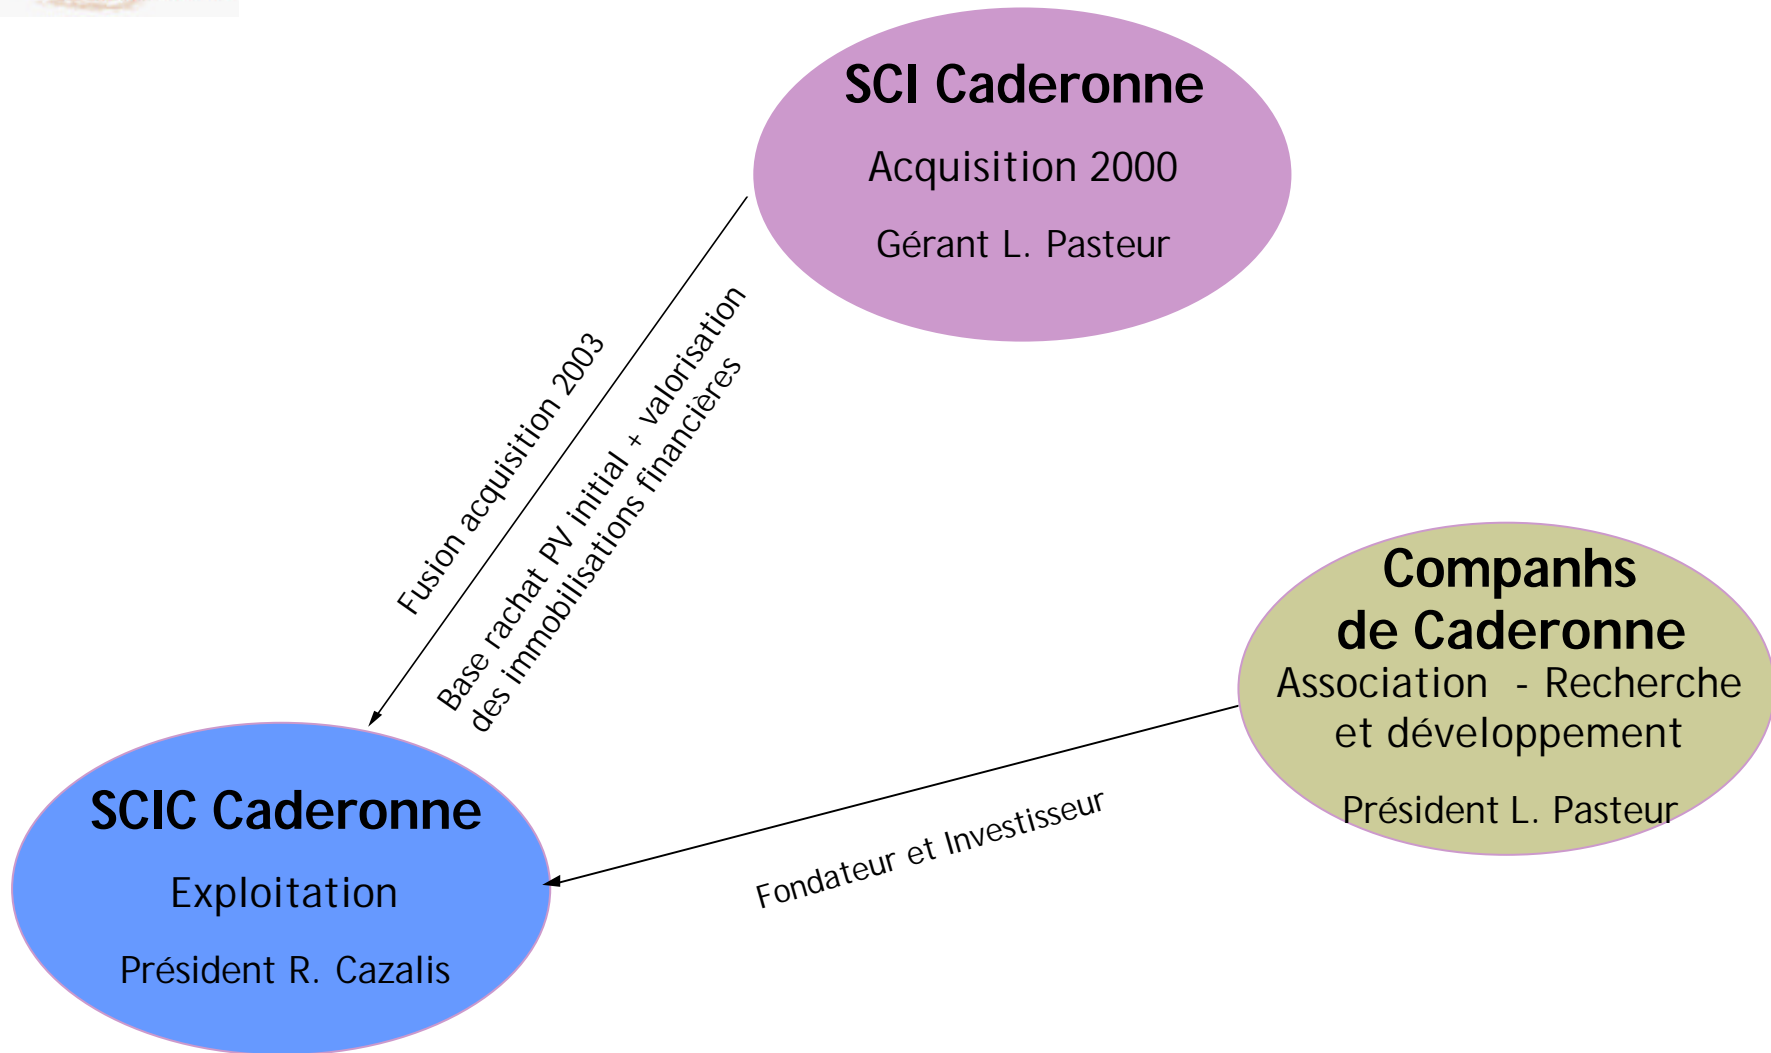 SCI Caderonne
Acquisition 2000
Gérant L. Pasteur
Fusion acquisition 2003
Base rachat PV initial + valorisation
des immobilisations financières
Companhs
de Caderonne
Association - Recherche
et développement
Président L. Pasteur
SCIC Caderonne
Exploitation
Président R. Cazalis
Fondateur et Investisseur